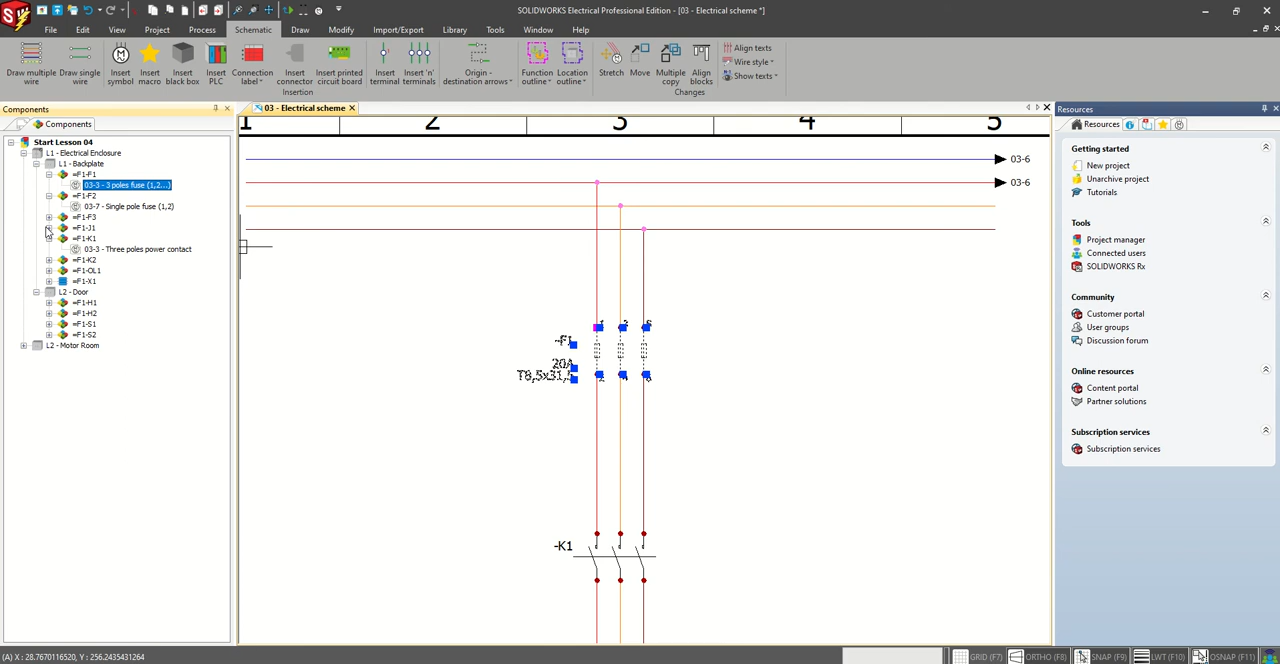 SOLIDWORKS Electrical Professional Edition - [03 - Electrical scheme *]
File Edit View Project Process Schematic Draw Modify Import/Export Library Tools Window Help
Draw multiple wire
Draw single wire
Insert symbol
Insert macro
Insert black box
Insert PLC
Connection label
Insert connector
Insert printed circuit board
Insert terminal
Insert 'n' terminals
Origin - destination arrows
Function outline
Location outline
Stretch
Move
Multiple copy
Align blocks
Align texts
Wire style
Show texts
Insertion
Changes
Components
Components
Start Lesson 04
L1 - Electrical Enclosure
L1 - Backplate
=F1-F1
03-3 - 3 poles fuse (1,2...)
=F1-F2
03-7 - Single pole fuse (1,2)
=F1-F3
=F1-J1
=F1-K1
03-3 - Three poles power contact
=F1-K2
=F1-OL1
=F1-X1
L2 - Door
=F1-H1
=F1-H2
=F1-S1
=F1-S2
L2 - Motor Room
03 - Electrical scheme
1 2 3 4 5
03-6
03-6
-F1
20A
-K1
Resources
Resources
Getting started
New project
Unarchive project
Tutorials
Tools
Project manager
Connected users
SOLIDWORKS Rx
Community
Customer portal
User groups
Discussion forum
Online resources
Content portal
Partner solutions
Subscription services
Subscription services
(A) X : 28.7670116520, Y : 256.2435431264
GRID (F7) ORTHO (F8) SNAP (F9) LWT (F10) OSNAP (F11)